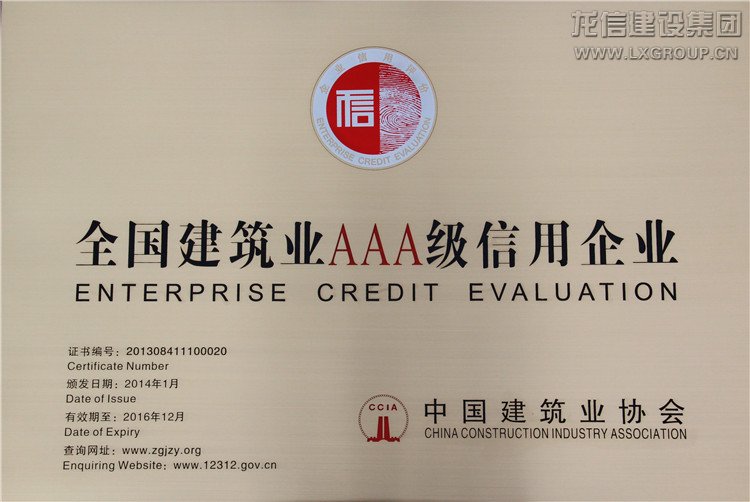 龙信建设集团
WWW.LXGROUP.CN
企业信用评价
信
ENTERPRISE CREDIT EVALUATION
全国建筑业AAA级信用企业
ENTERPRISE CREDIT EVALUATION
证书编号：201308411100020
Certificate Number
颁发日期：2014年1月
Date of Issue
有效期至：2016年12月
Date of Expiry
查询网址：www.zgjzy.org
Enquiring Website：www.12312.gov.cn
CCIA
中国建筑业协会
CHINA CONSTRUCTION INDUSTRY ASSOCIATION